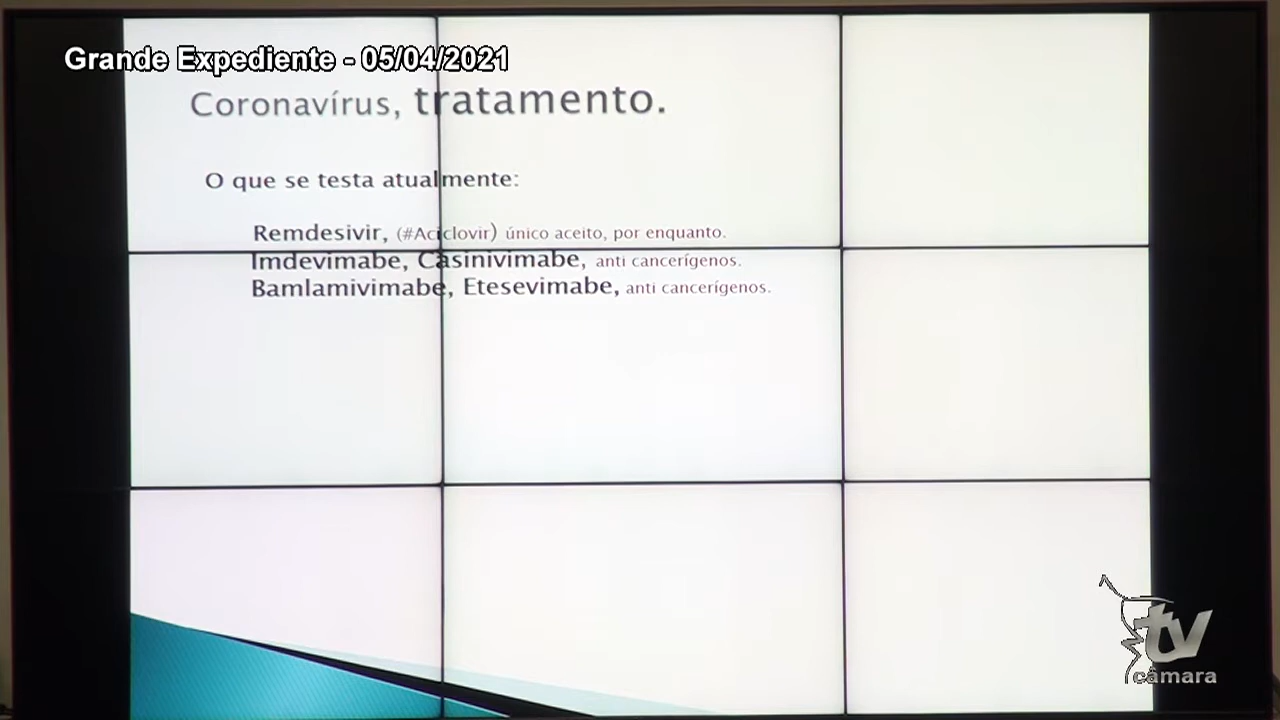 Grande Expediente - 05/04/2021
Coronavírus, tratamento.
O que se testa atualmente:
Remdesivir, (#Aciclovir) único aceito, por enquanto.
Imdevimabe, Casinivimabe, anti cancerígenos.
Bamlamivimabe, Etesevimabe, anti cancerígenos.
tv
câmara